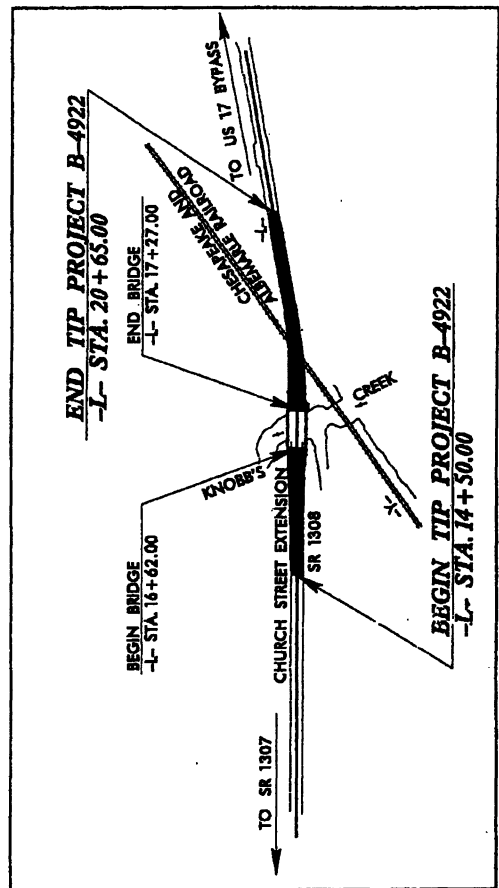 END TIP PROJECT B-4922
-L- STA. 20+65.00
END BRIDGE
-L- STA. 17+27.00
BEGIN BRIDGE
-L- STA. 16+62.00
TO US 17 BYPASS
CHESAPEAKE AND
ALBEMARLE RAILROAD
-L-
KNOBB'S
CREEK
CHURCH STREET EXTENSION
SR 1308
-Y-
TO SR 1307
BEGIN TIP PROJECT B-4922
-L- STA. 14+50.00